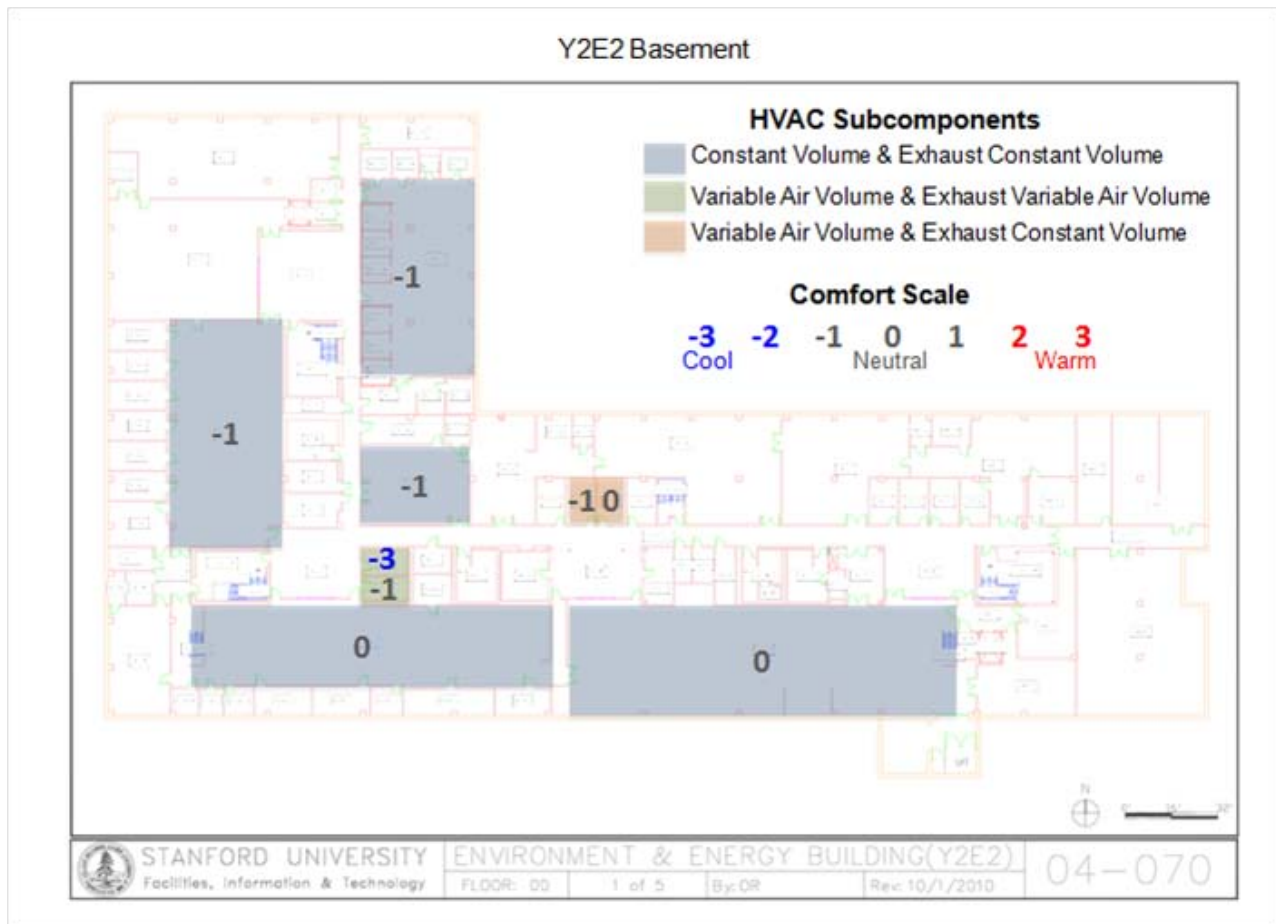 Y2E2 Basement
HVAC Subcomponents
Constant Volume & Exhaust Constant Volume
Variable Air Volume & Exhaust Variable Air Volume
Variable Air Volume & Exhaust Constant Volume
Comfort Scale
-3 -2 -1 0 1 2 3
Cool Neutral Warm
-1
-1
-1
-1 0
-3
-1
0
0
N
STANFORD UNIVERSITY
Facilities, Information & Technology
ENVIRONMENT & ENERGY BUILDING(Y2E2)
FLOOR: 00 1 of 5 By:OR Rev: 10/1/2010
04-070